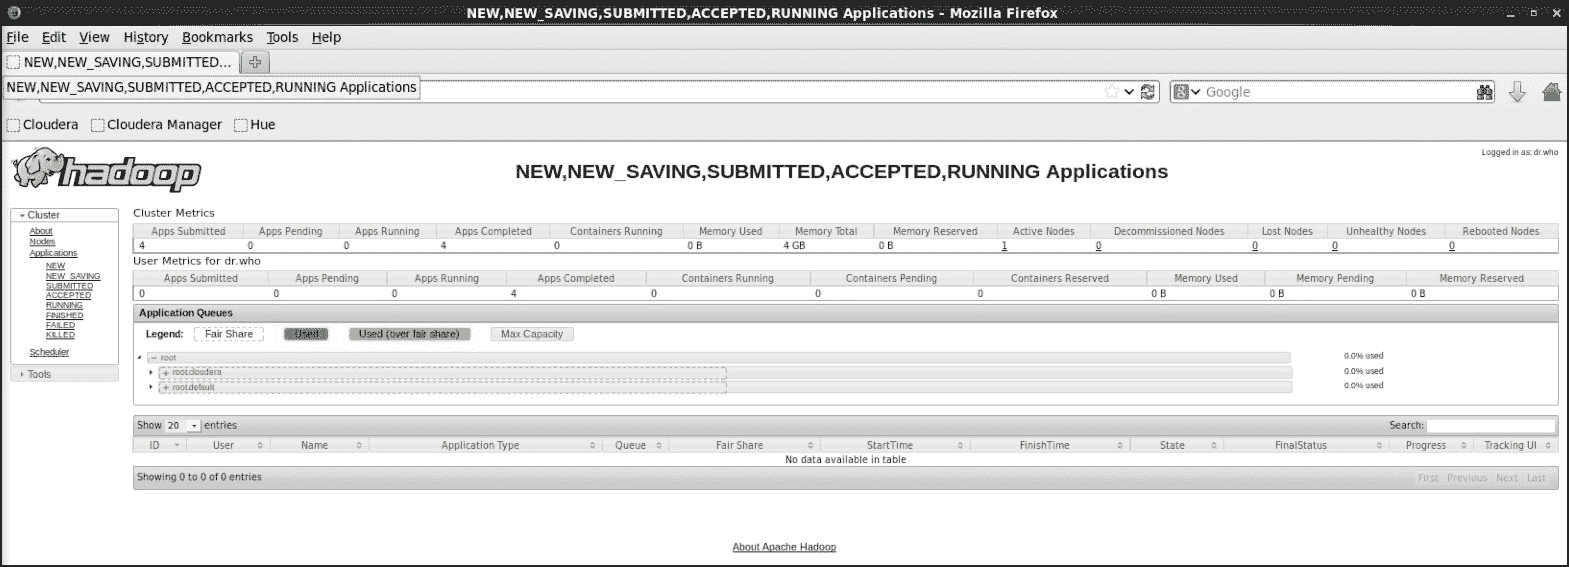 NEW,NEW_SAVING,SUBMITTED,ACCEPTED,RUNNING Applications - Mozilla Firefox
File Edit View History Bookmarks Tools Help
NEW,NEW_SAVING,SUBMITTED...
NEW,NEW_SAVING,SUBMITTED,ACCEPTED,RUNNING Applications
Google
Cloudera Cloudera Manager Hue
hadoop
NEW,NEW_SAVING,SUBMITTED,ACCEPTED,RUNNING Applications
Logged in as: dr.who
Cluster
About
Nodes
Applications
NEW
NEW_SAVING
SUBMITTED
ACCEPTED
RUNNING
FINISHED
FAILED
KILLED
Scheduler
Tools
Cluster Metrics
Apps Submitted Apps Pending Apps Running Apps Completed Containers Running Memory Used Memory Total Memory Reserved Active Nodes Decommissioned Nodes Lost Nodes Unhealthy Nodes Rebooted Nodes
4 0 0 4 0 0 B 4 GB 0 B 1 0 0 0 0
User Metrics for dr.who
Apps Submitted Apps Pending Apps Running Apps Completed Containers Running Containers Pending Containers Reserved Memory Used Memory Pending Memory Reserved
0 0 0 4 0 0 0 0 B 0 B 0 B
Application Queues
Legend: Fair Share Used Used (over fair share) Max Capacity
root 0.0% used
root.cloudera 0.0% used
root.default 0.0% used
Show 20 entries Search:
ID User Name Application Type Queue Fair Share StartTime FinishTime State FinalStatus Progress Tracking UI
No data available in table
Showing 0 to 0 of 0 entries First Previous Next Last
About Apache Hadoop